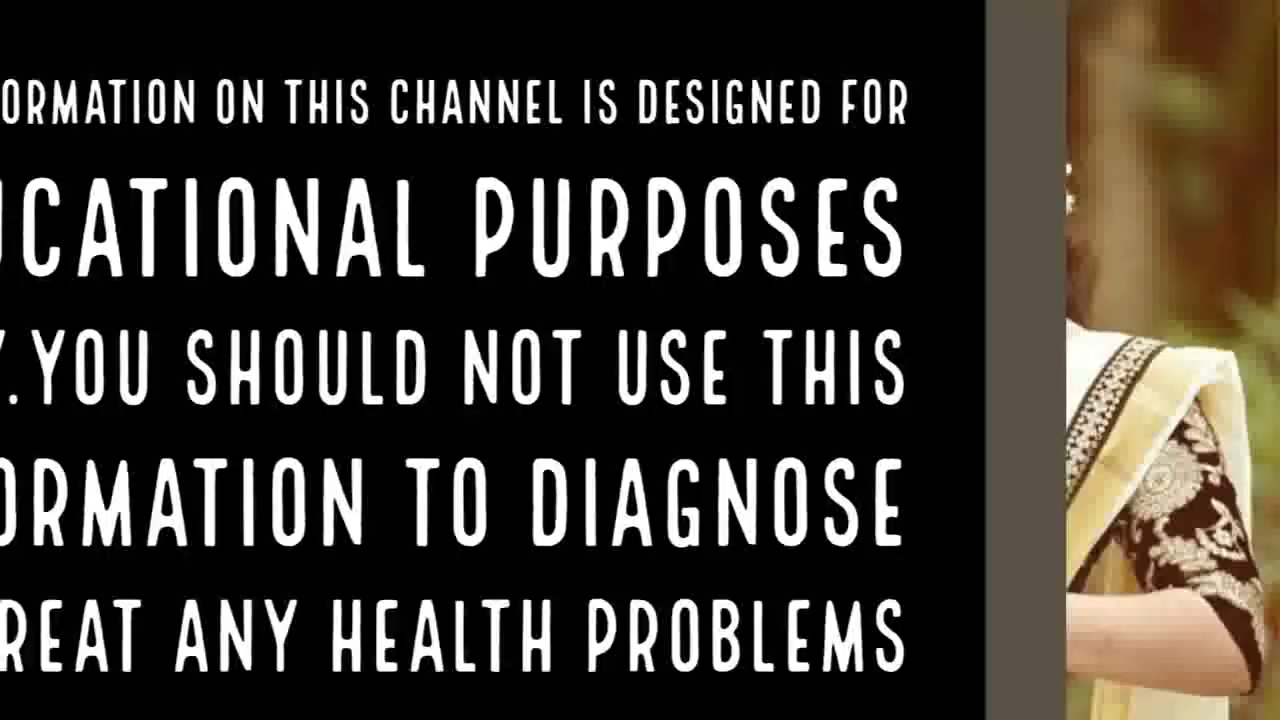 ORMATION ON THIS CHANNEL IS DESIGNED FOR
UCATIONAL PURPOSES
Y.YOU SHOULD NOT USE THIS
ORMATION TO DIAGNOSE
REAT ANY HEALTH PROBLEMS